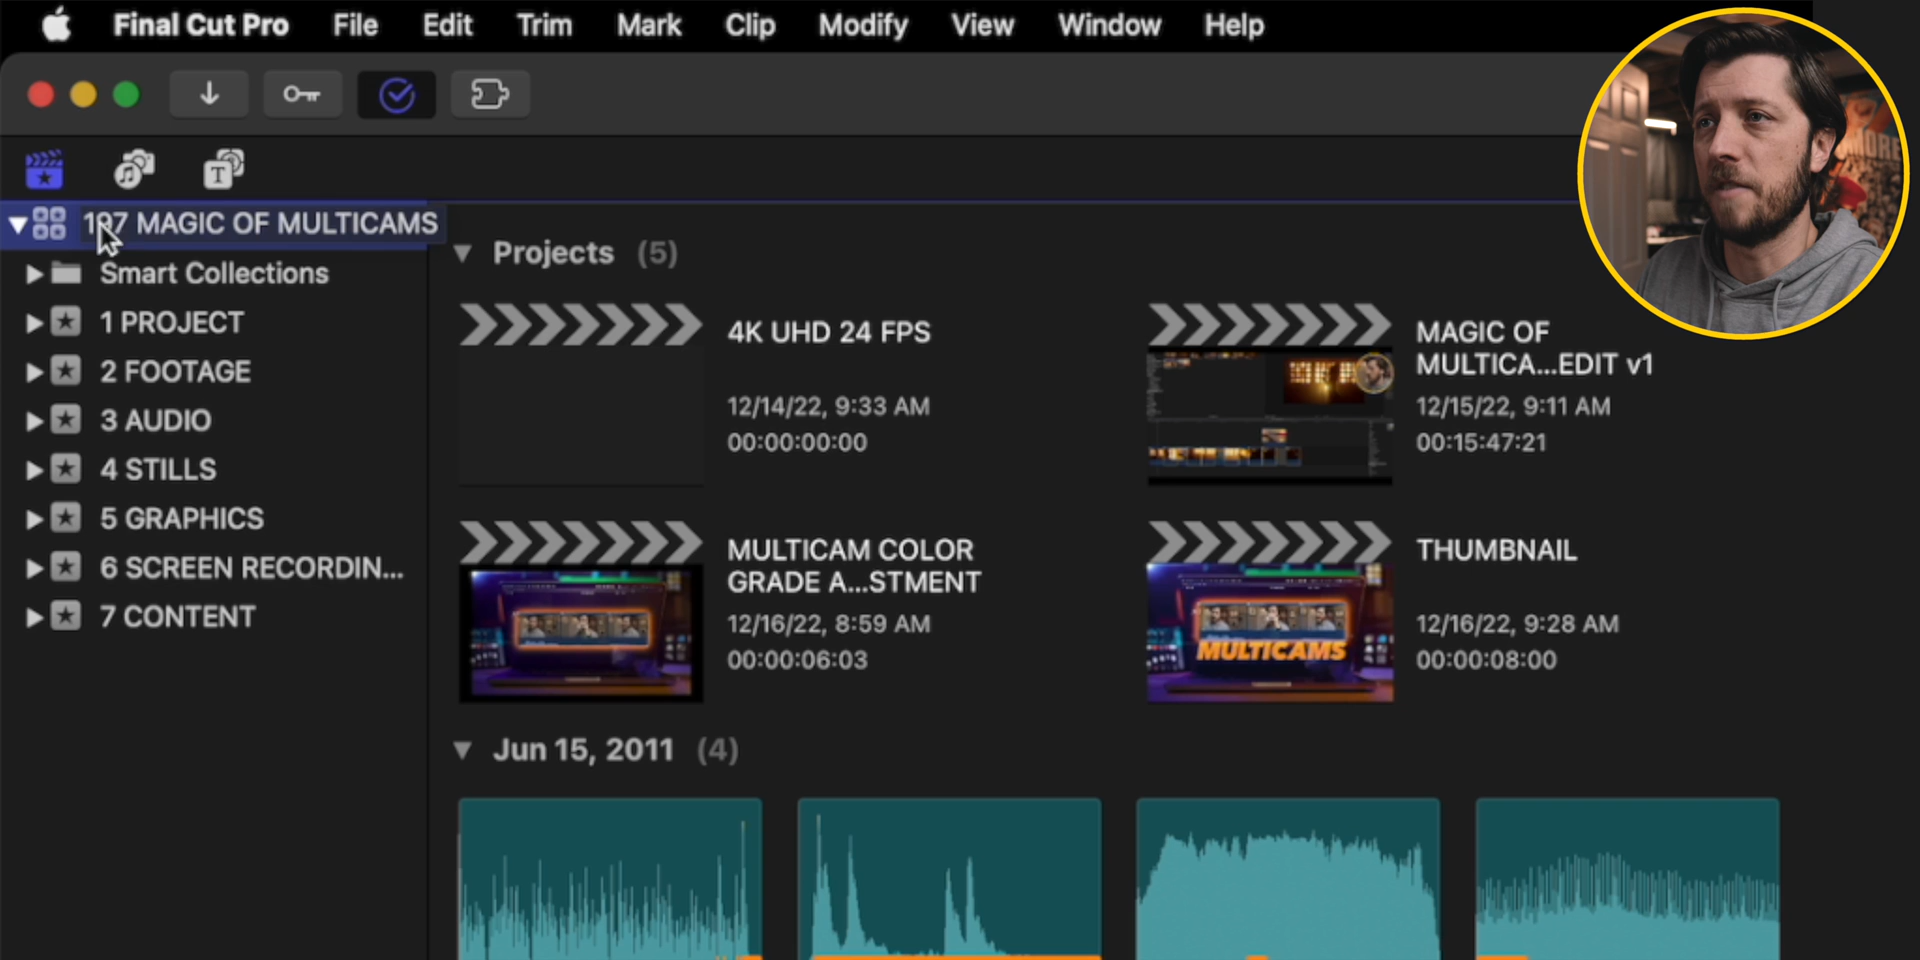 Final Cut Pro File Edit Trim Mark Clip Modify View Window Help
T
197 MAGIC OF MULTICAMS
Smart Collections
1 PROJECT
2 FOOTAGE
3 AUDIO
4 STILLS
5 GRAPHICS
6 SCREEN RECORDIN...
7 CONTENT
Projects (5)
4K UHD 24 FPS
12/14/22, 9:33 AM
00:00:00:00
MAGIC OF
MULTICA...EDIT v1
12/15/22, 9:11 AM
00:15:47:21
MULTICAM COLOR
GRADE A...STMENT
12/16/22, 8:59 AM
00:00:06:03
MULTICAMS
THUMBNAIL
12/16/22, 9:28 AM
00:00:08:00
Jun 15, 2011 (4)
MORE